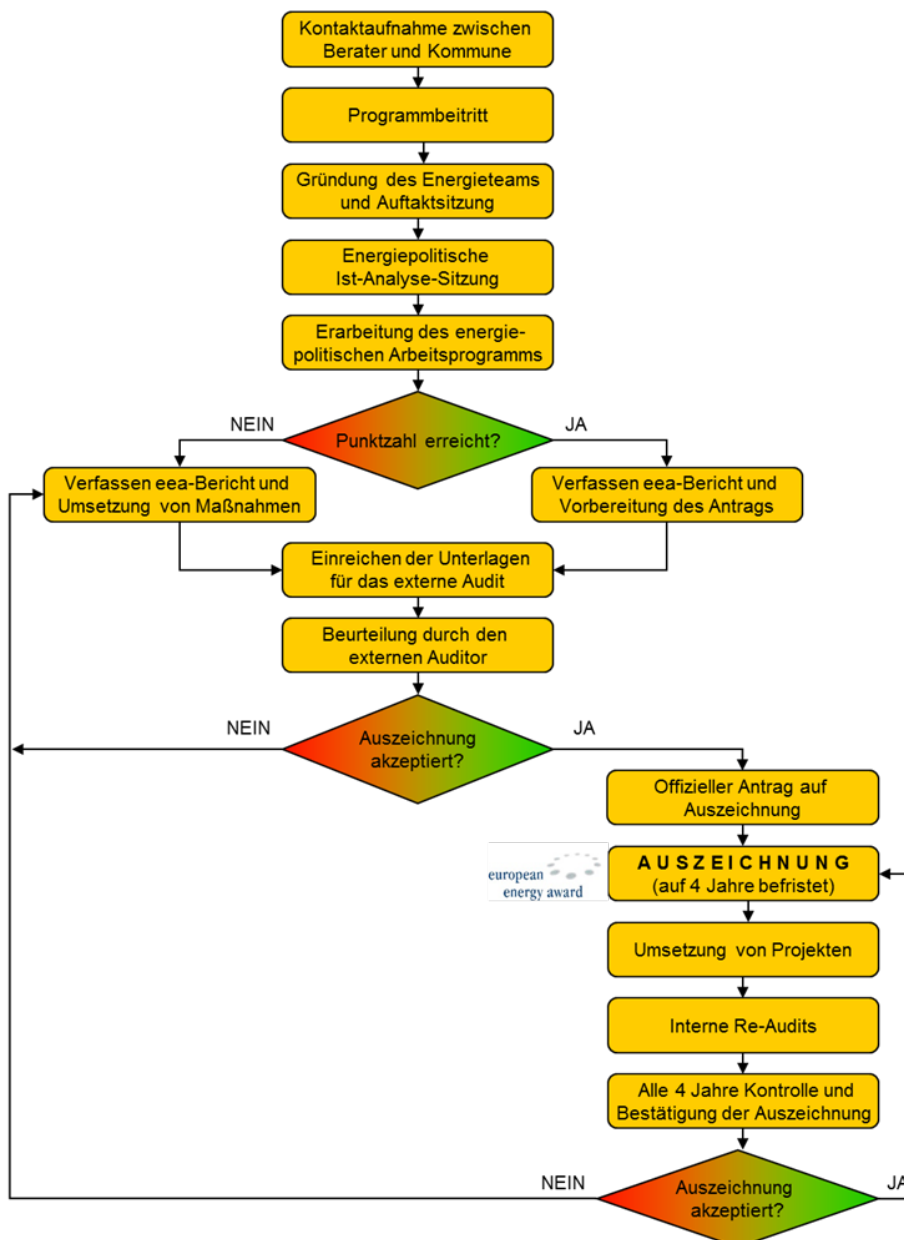 Kontaktaufnahme zwischen
Berater und Kommune
Programmbeitritt
Gründung des Energieteams
und Auftaktsitzung
Energiepolitische
Ist-Analyse-Sitzung
Erarbeitung des energie-
politischen Arbeitsprogramms
NEIN
Punktzahl erreicht?
JA
Verfassen eea-Bericht und
Umsetzung von Maßnahmen
Verfassen eea-Bericht und
Vorbereitung des Antrags
Einreichen der Unterlagen
für das externe Audit
Beurteilung durch den
externen Auditor
NEIN
Auszeichnung
akzeptiert?
JA
Offizieller Antrag auf
Auszeichnung
european
energy award
A U S Z E I C H N U N G
(auf 4 Jahre befristet)
Umsetzung von Projekten
Interne Re-Audits
Alle 4 Jahre Kontrolle und
Bestätigung der Auszeichnung
NEIN
Auszeichnung
akzeptiert?
JA